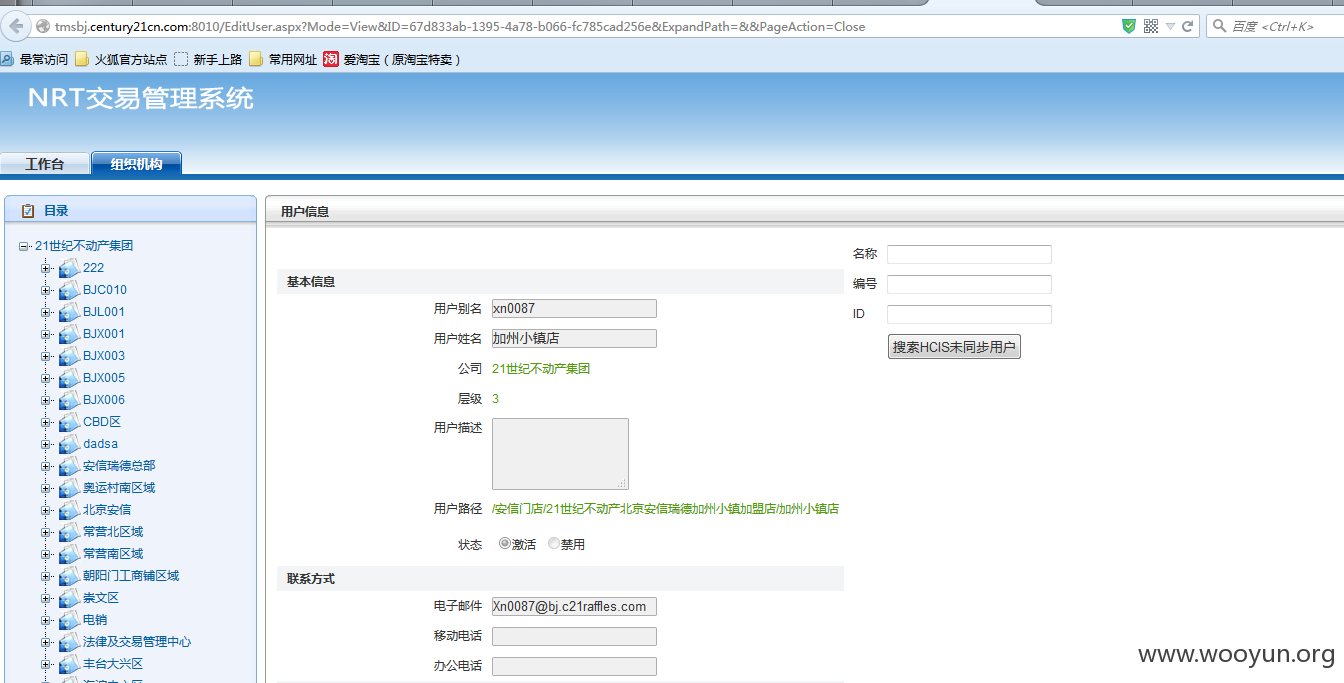 tmsbj.century21cn.com:8010/EditUser.aspx?Mode=View&ID=67d833ab-1395-4a78-b066-fc785cad256e&ExpandPath=&&PageAction=Close 百度 <Ctrl+K>
最常访问 火狐官方站点 新手上路 常用网址 淘 爱淘宝（原淘宝特卖）
NRT交易管理系统
工作台 组织机构
目录
21世纪不动产集团
222
BJC010
BJL001
BJX001
BJX003
BJX005
BJX006
CBD区
dadsa
安信瑞德总部
奥运村南区域
北京安信
常营北区域
常营南区域
朝阳门工商铺区域
崇文区
电销
法律及交易管理中心
丰台大兴区
用户信息
基本信息
用户别名 xn0087
用户姓名 加州小镇店
公司 21世纪不动产集团
层级 3
用户描述
用户路径 /安信门店/21世纪不动产北京安信瑞德加州小镇加盟店/加州小镇店
状态 激活 禁用
联系方式
电子邮件 Xn0087@bj.c21raffles.com
移动电话
办公电话
名称
编号
ID
搜索HCIS未同步用户
www.wooyun.org